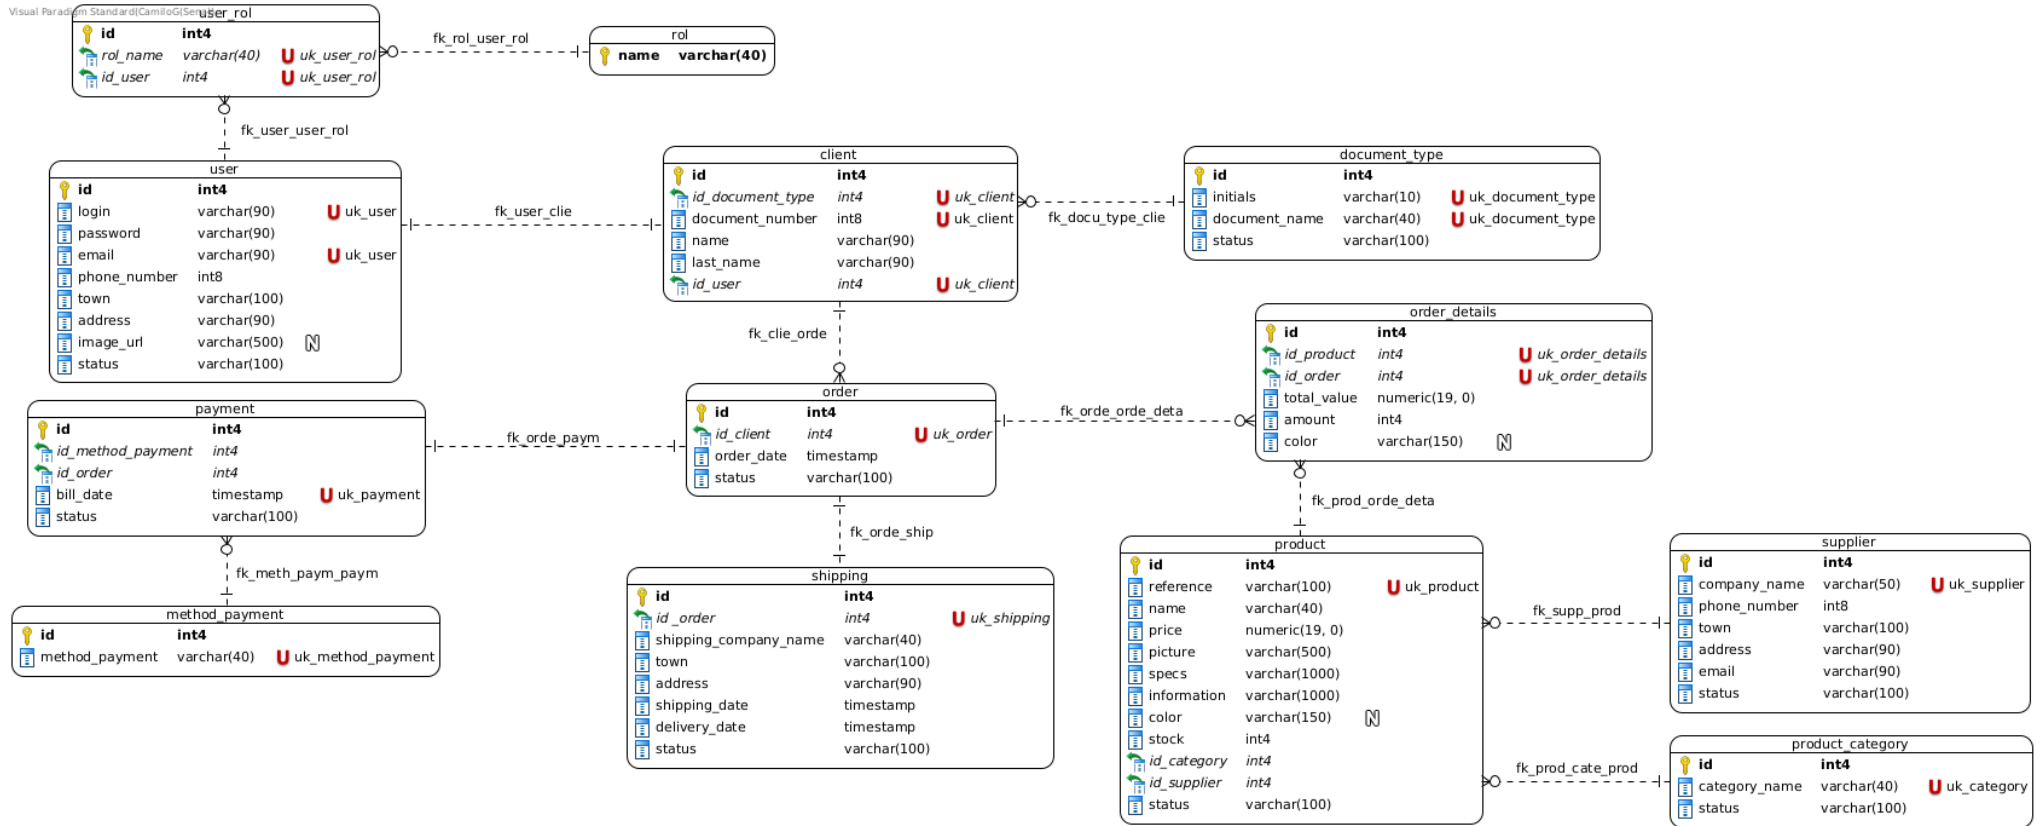 Visual Paradigm Standard(CamiloG(Sena))
user_rol
id int4
rol_name varchar(40) U uk_user_rol
id_user int4 U uk_user_rol
fk_rol_user_rol
rol
name varchar(40)
fk_user_user_rol
user
id int4
login varchar(90) U uk_user
password varchar(90)
email varchar(90) U uk_user
phone_number int8
town varchar(100)
address varchar(90)
image_url varchar(500) N
status varchar(100)
fk_user_clie
client
id int4
id_document_type int4 U uk_client
document_number int8 U uk_client
name varchar(90)
last_name varchar(90)
id_user int4 U uk_client
fk_docu_type_clie
document_type
id int4
initials varchar(10) U uk_document_type
document_name varchar(40) U uk_document_type
status varchar(100)
fk_clie_orde
order_details
id int4
id_product int4 U uk_order_details
id_order int4 U uk_order_details
total_value numeric(19, 0)
amount int4
color varchar(150) N
payment
id int4
id_method_payment int4
id_order int4
bill_date timestamp U uk_payment
status varchar(100)
fk_orde_paym
order
id int4
id_client int4 U uk_order
order_date timestamp
status varchar(100)
fk_orde_orde_deta
fk_prod_orde_deta
fk_meth_paym_paym
method_payment
id int4
method_payment varchar(40) U uk_method_payment
fk_orde_ship
shipping
id int4
id _order int4 U uk_shipping
shipping_company_name varchar(40)
town varchar(100)
address varchar(90)
shipping_date timestamp
delivery_date timestamp
status varchar(100)
product
id int4
reference varchar(100) U uk_product
name varchar(40)
price numeric(19, 0)
picture varchar(500)
specs varchar(1000)
information varchar(1000)
color varchar(150) N
stock int4
id_category int4
id_supplier int4
status varchar(100)
fk_supp_prod
supplier
id int4
company_name varchar(50) U uk_supplier
phone_number int8
town varchar(100)
address varchar(90)
email varchar(90)
status varchar(100)
fk_prod_cate_prod
product_category
id int4
category_name varchar(40) U uk_category
status varchar(100)